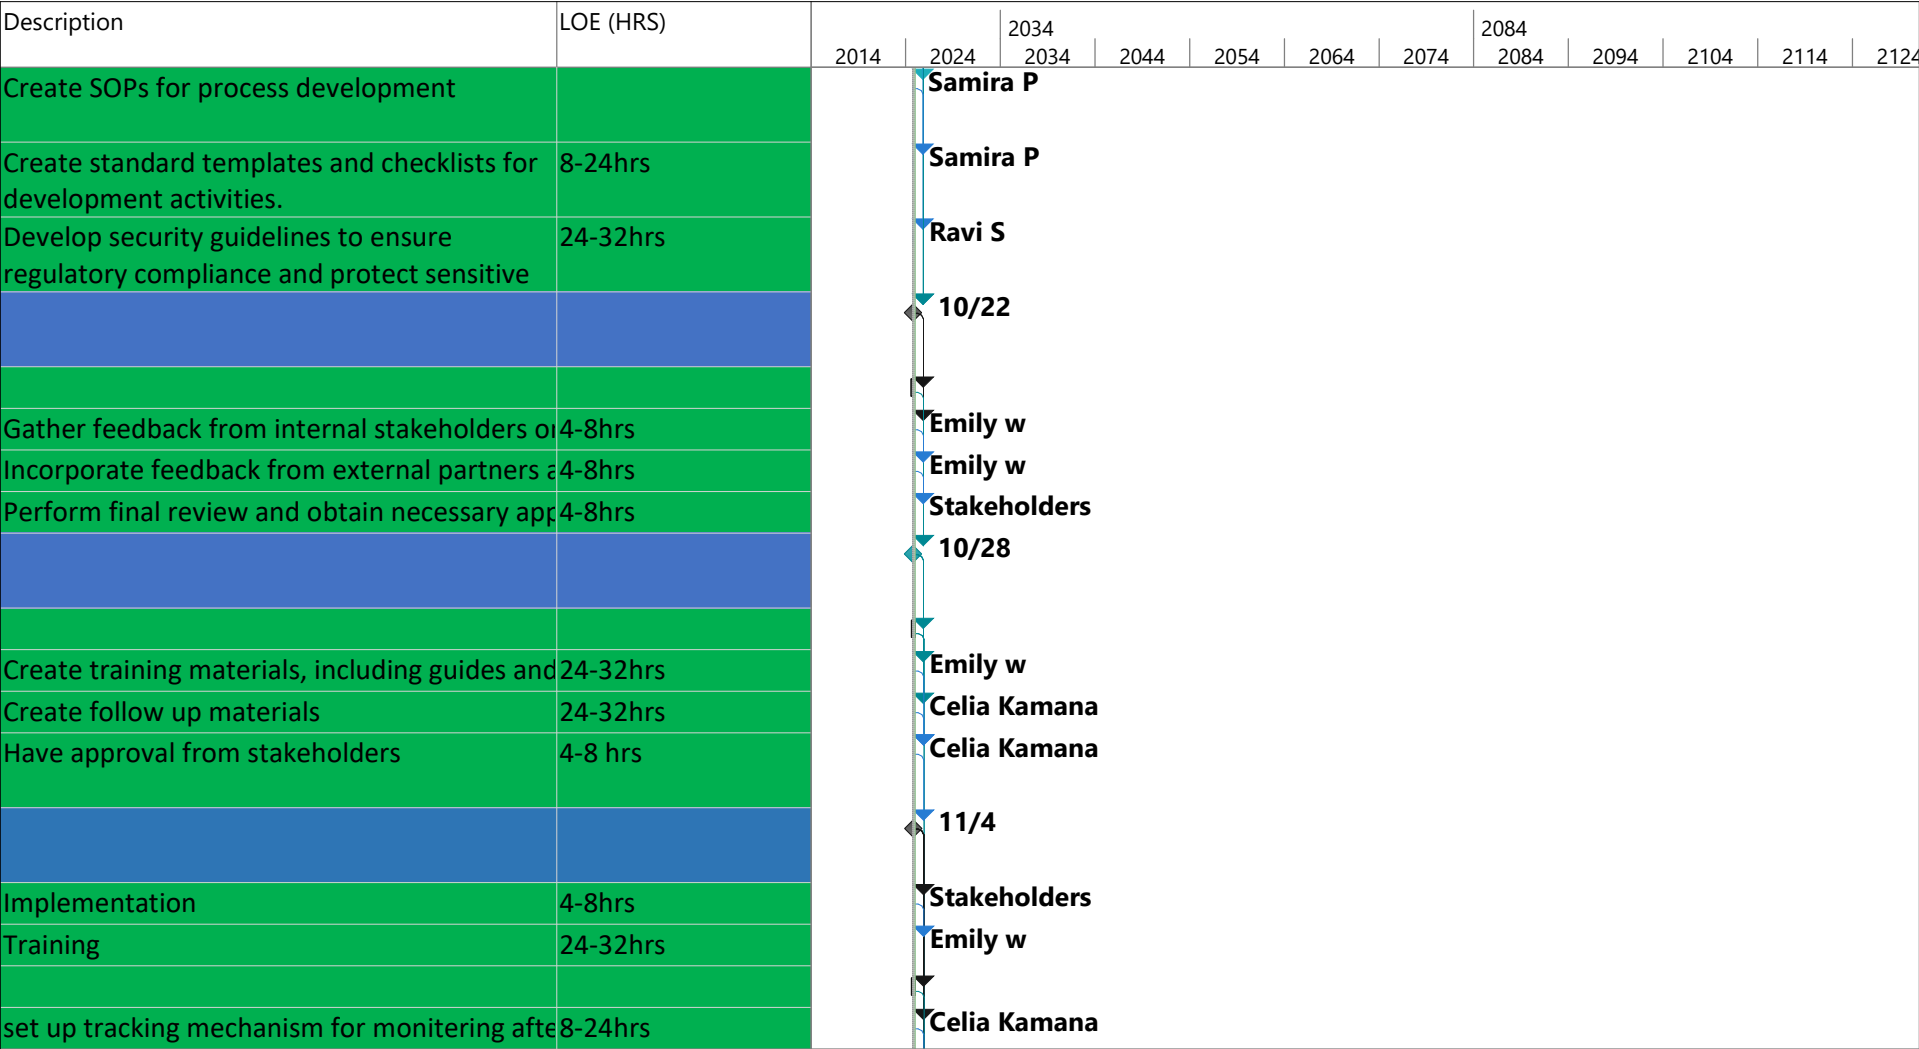 Description LOE (HRS) 2034 2084
2014 2024 2034 2044 2054 2064 2074 2084 2094 2104 2114 2124
Create SOPs for process development Samira P
Create standard templates and checklists for 8-24hrs Samira P
development activities.
Develop security guidelines to ensure 24-32hrs Ravi S
regulatory compliance and protect sensitive
10/22
Gather feedback from internal stakeholders 4-8hrs Emily w
Incorporate feedback from external partners 4-8hrs Emily w
Perform final review and obtain necessary app 4-8hrs Stakeholders
10/28
Create training materials, including guides and 24-32hrs Emily w
Create follow up materials 24-32hrs Celia Kamana
Have approval from stakeholders 4-8 hrs Celia Kamana
11/4
Implementation 4-8hrs Stakeholders
Training 24-32hrs Emily w
set up tracking mechanism for monitering afte 8-24hrs Celia Kamana